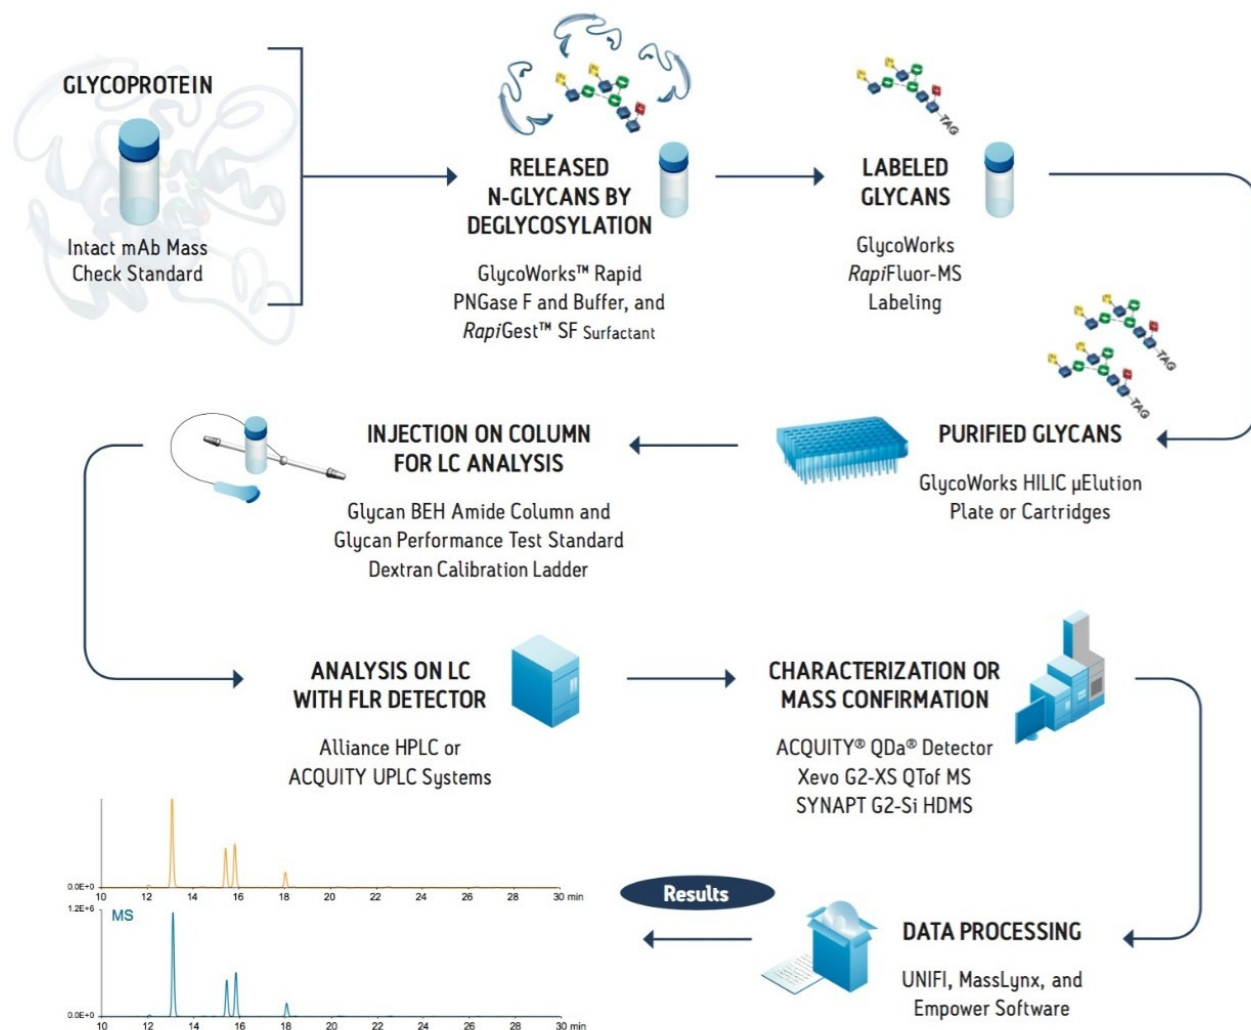 GLYCOPROTEIN
Intact mAb Mass
Check Standard
RELEASED
N-GLYCANS BY
DEGLYCOSYLATION
GlycoWorks™ Rapid
PNGase F and Buffer, and
RapiGest™ SF Surfactant
TAG
LABELED
GLYCANS
GlycoWorks
RapiFluor-MS
Labeling
TAG
TAG
PURIFIED GLYCANS
GlycoWorks HILIC µElution
Plate or Cartridges
INJECTION ON COLUMN
FOR LC ANALYSIS
Glycan BEH Amide Column and
Glycan Performance Test Standard
Dextran Calibration Ladder
ANALYSIS ON LC
WITH FLR DETECTOR
Alliance HPLC or
ACQUITY UPLC Systems
CHARACTERIZATION OR
MASS CONFIRMATION
ACQUITY® QDa® Detector
Xevo G2-XS QTof MS
SYNAPT G2-Si HDMS
DATA PROCESSING
UNIFI, MassLynx, and
Empower Software
Results
0.0E+0
10 12 14 16 18 20 22 24 26 28 30 min
1.2E+6
MS
0.0E+0
10 12 14 16 18 20 22 24 26 28 30 min